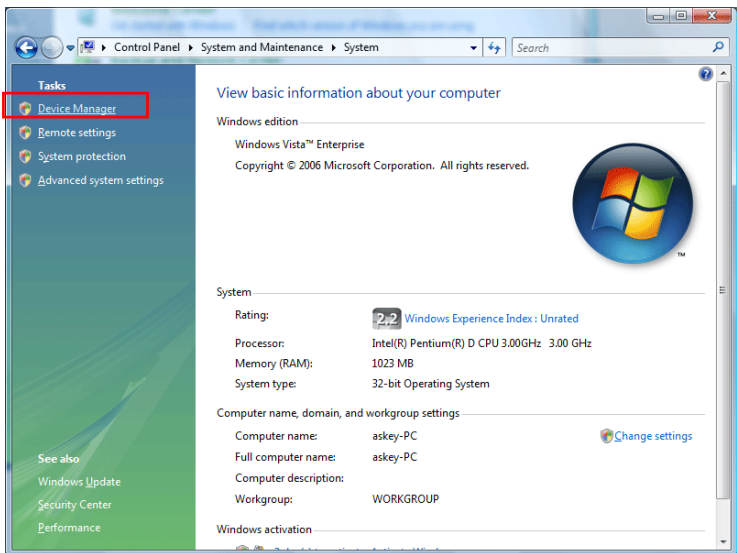 Control Panel ▸ System and Maintenance ▸ System
Search
Tasks
Device Manager
Remote settings
System protection
Advanced system settings
See also
Windows Update
Security Center
Performance
View basic information about your computer
Windows edition
Windows Vista™ Enterprise
Copyright © 2006 Microsoft Corporation. All rights reserved.
TM
System
Rating: 2,2 Windows Experience Index : Unrated
Processor: Intel(R) Pentium(R) D CPU 3.00GHz 3.00 GHz
Memory (RAM): 1023 MB
System type: 32-bit Operating System
Computer name, domain, and workgroup settings
Computer name: askey-PC
Change settings
Full computer name: askey-PC
Computer description:
Workgroup: WORKGROUP
Windows activation